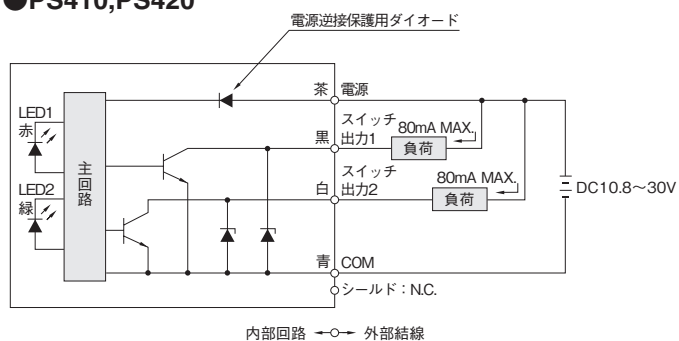 ●PS410,PS420
電源逆接保護用ダイオード
茶 電源
LED1
赤
スイッチ
黒 出力1
80mA MAX.
負荷
主回路
スイッチ
白 出力2
80mA MAX.
負荷
LED2
緑
DC10.8～30V
青 COM
シールド：N.C.
内部回路 外部結線